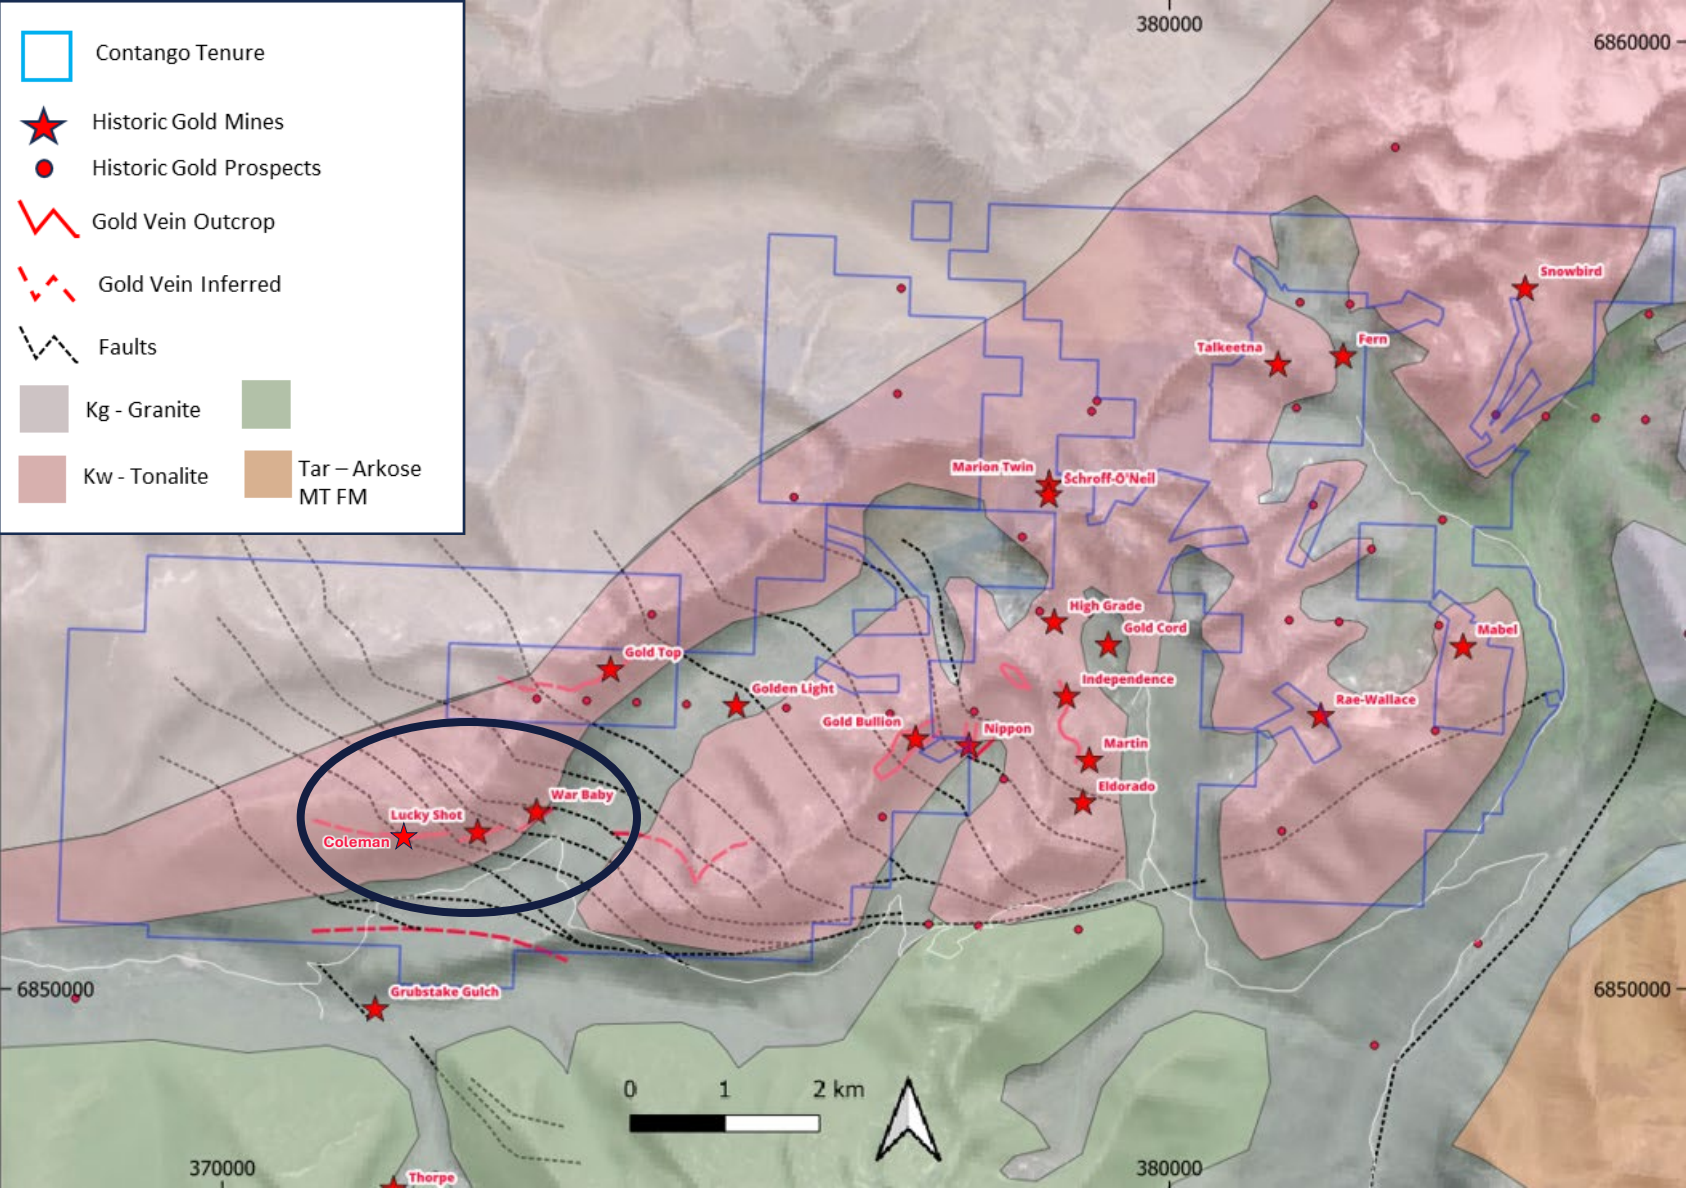 Contango Tenure
Historic Gold Mines
Historic Gold Prospects
Gold Vein Outcrop
Gold Vein Inferred
Faults
Kg - Granite
Kw - Tonalite
Tar – Arkose
MT FM
380000
6860000
Snowbird
Talkeetna
Fern
Marion Twin
Schroff-O'Neil
High Grade
Gold Cord
Mabel
Gold Top
Independence
Golden Light
Rae-Wallace
Gold Bullion
Nippon
Martin
Eldorado
War Baby
Lucky Shot
Coleman
6850000
Grubstake Gulch
6850000
0 1 2 km
370000
380000
Thorpe